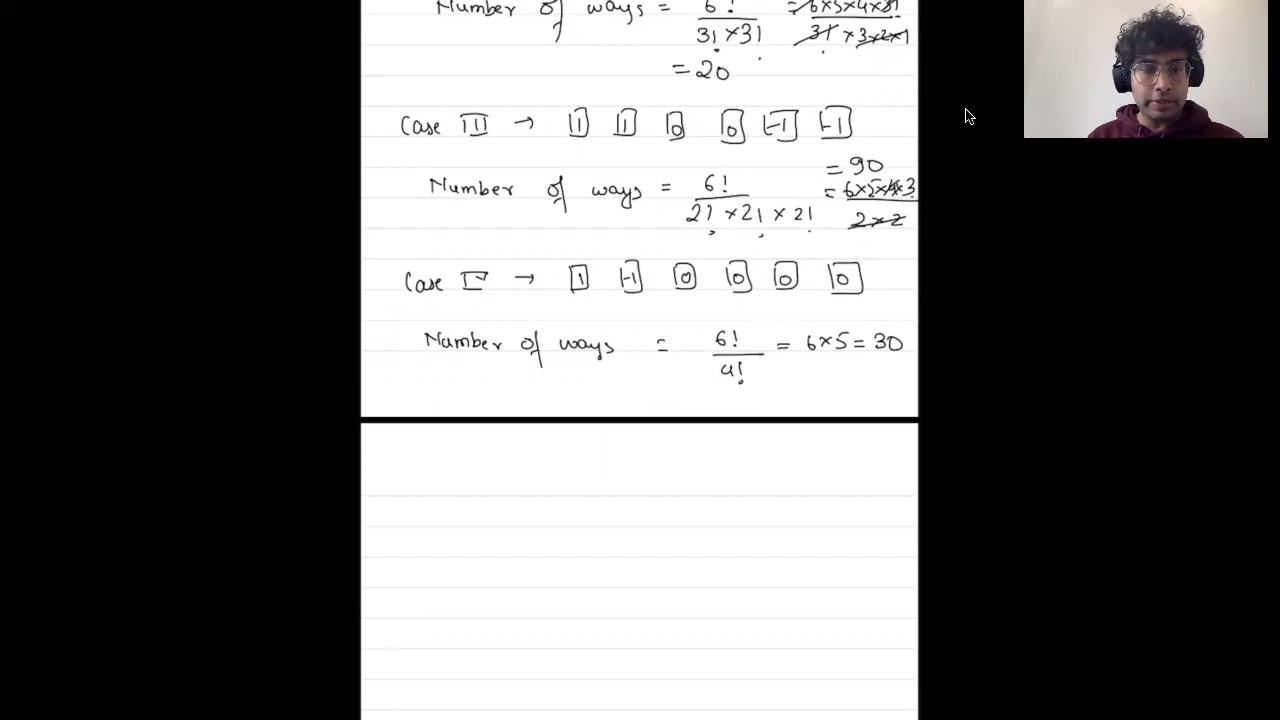 Number of ways = 6! / 3! × 3! = 6×5×4×3! / 3! × 3×2×1
= 20
Case III → 1 1 0 0 -1 -1
Number of ways = 6! / 2! × 2! × 2! = 6×5×4×3 / 2×2
= 90
Case IV → 1 -1 0 0 0 0
Number of ways = 6! / 4! = 6×5 = 30